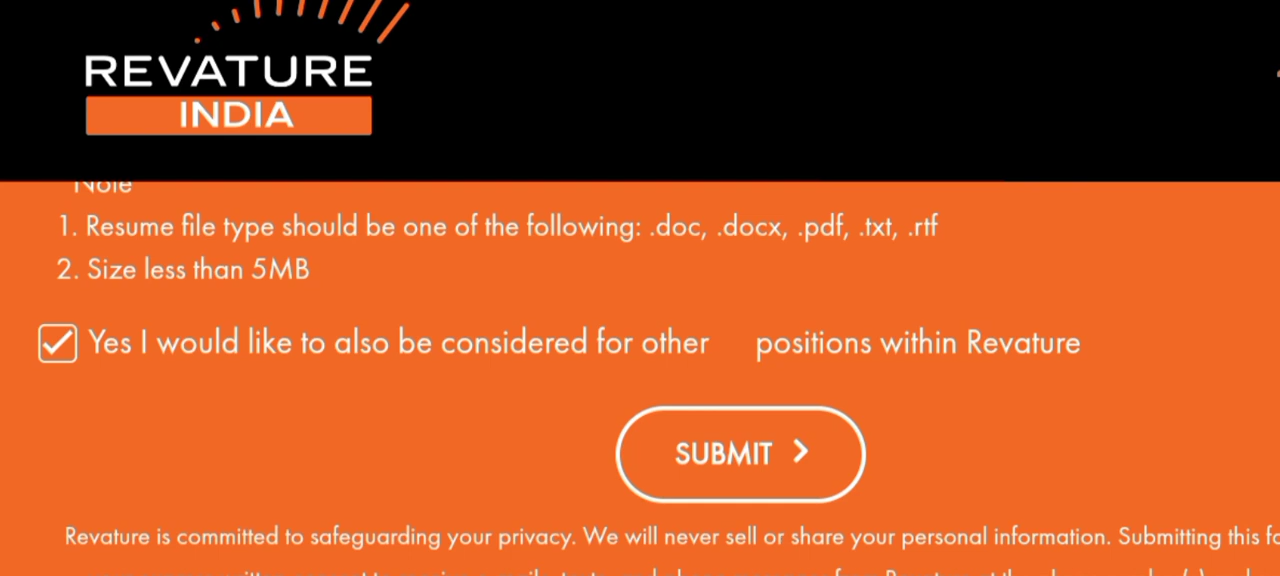 REVATURE
INDIA
Note
1. Resume file type should be one of the following: .doc, .docx, .pdf, .txt, .rtf
2. Size less than 5MB
Yes I would like to also be considered for other positions within Revature
SUBMIT
Revature is committed to safeguarding your privacy. We will never sell or share your personal information. Submitting this